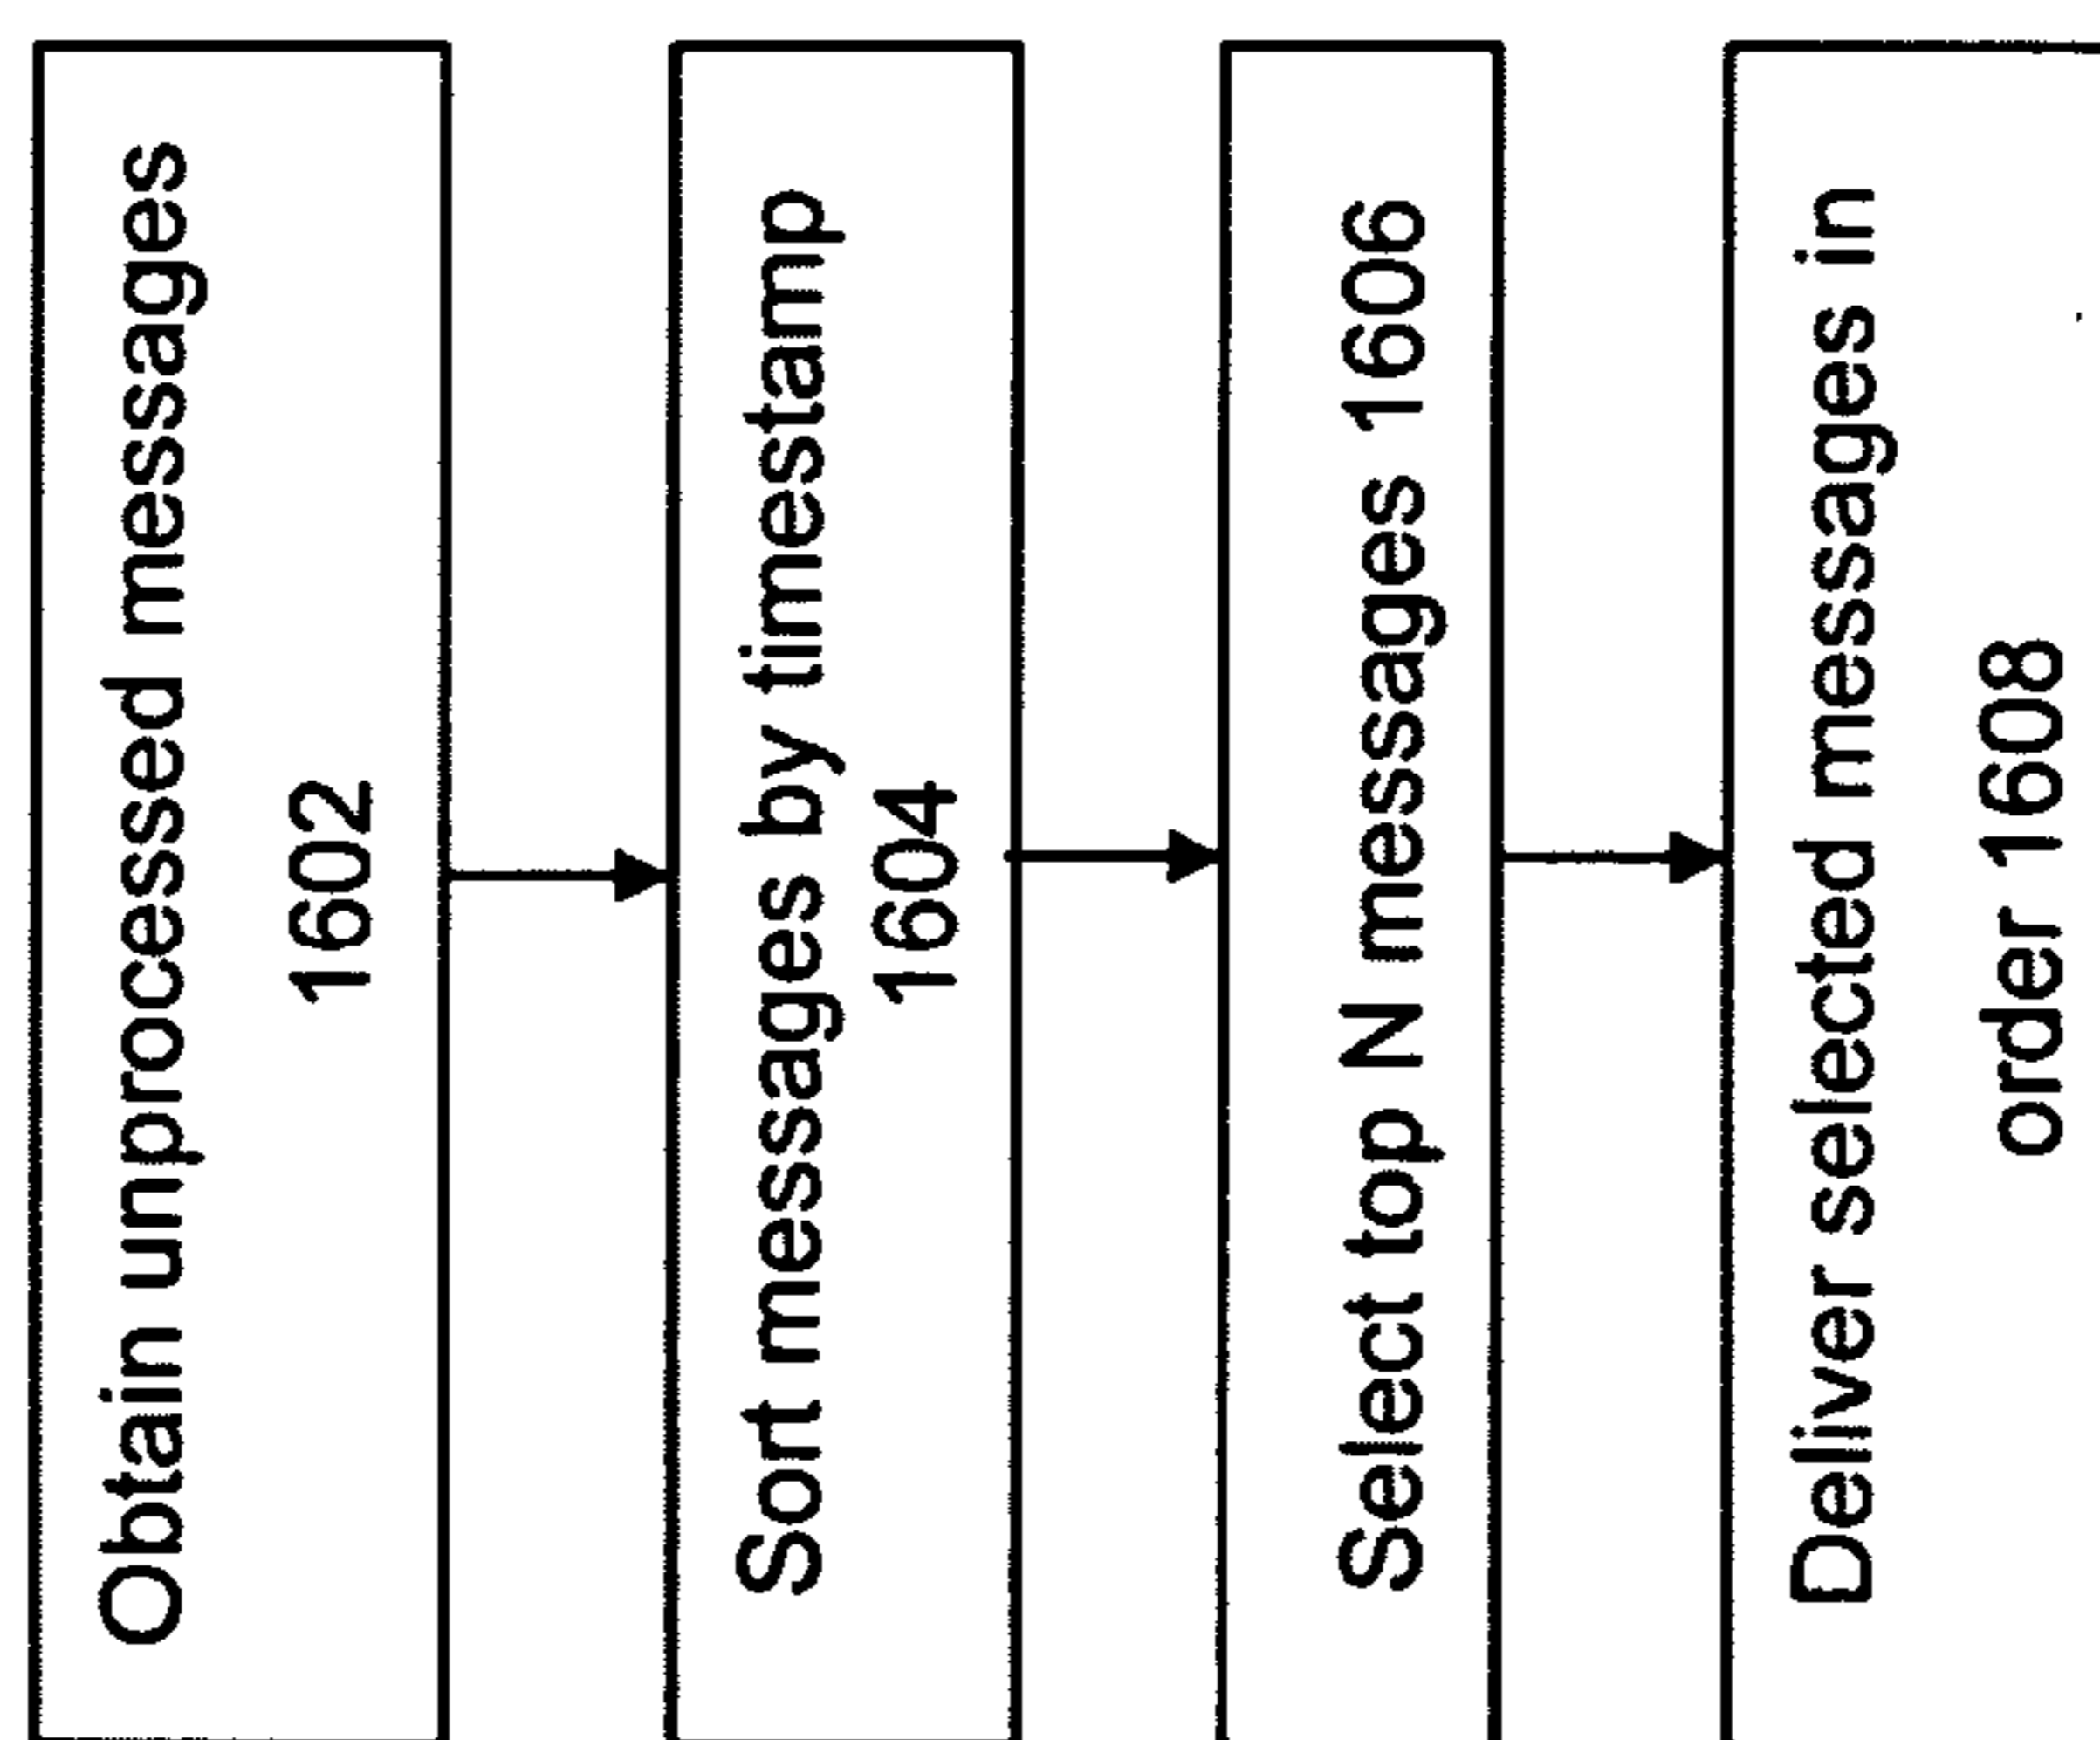 Obtain unprocessed messages
1602
Sort messages by timestamp
1604
Select top N messages 1606
Deliver selected messages in
order 1608